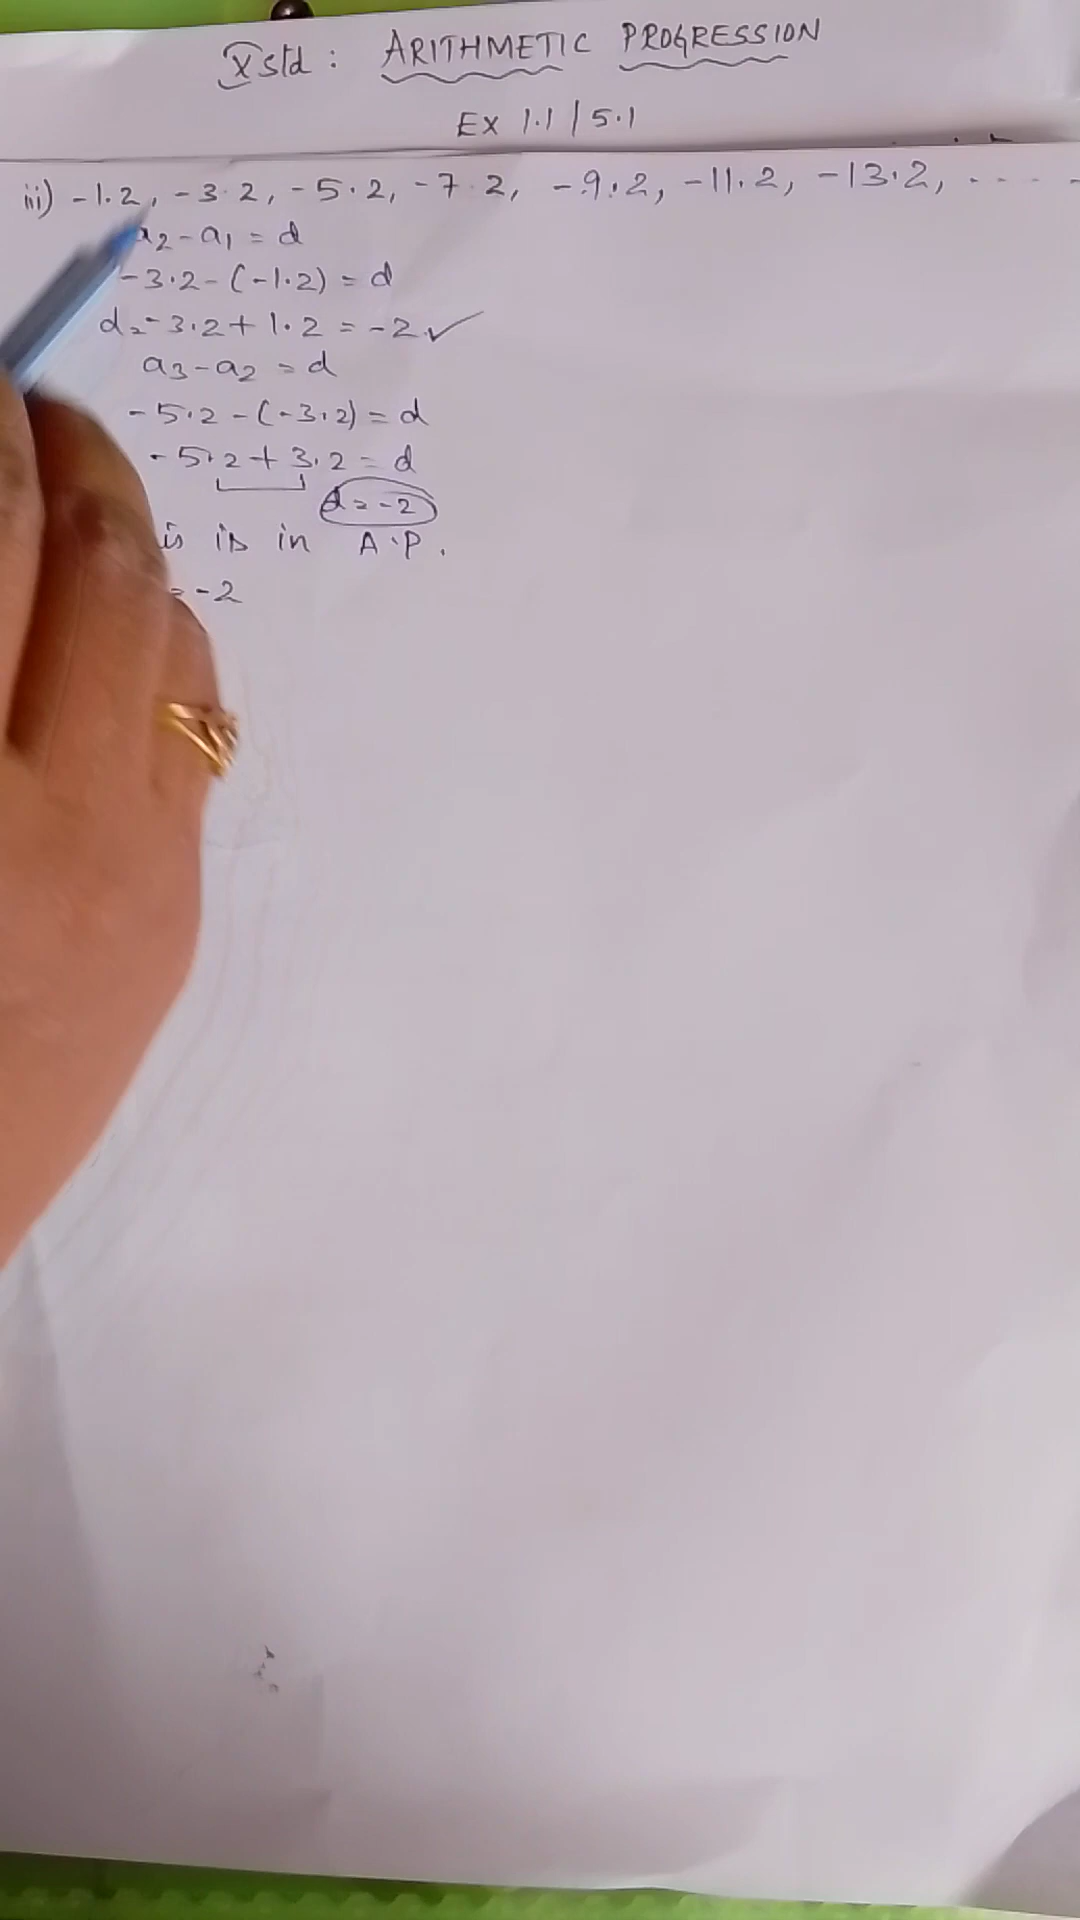 X std : ARITHMETIC PROGRESSION
Ex 1.1 / 5.1
iii) -1.2, -3.2, -5.2, -7.2, -9.2, -11.2, -13.2, ....
a2 - a1 = d
-3.2 - (-1.2) = d
d = -3.2 + 1.2 = -2 ✓
a3 - a2 = d
-5.2 - (-3.2) = d
-5.2 + 3.2 = d
d = -2
is in A.P.
= -2